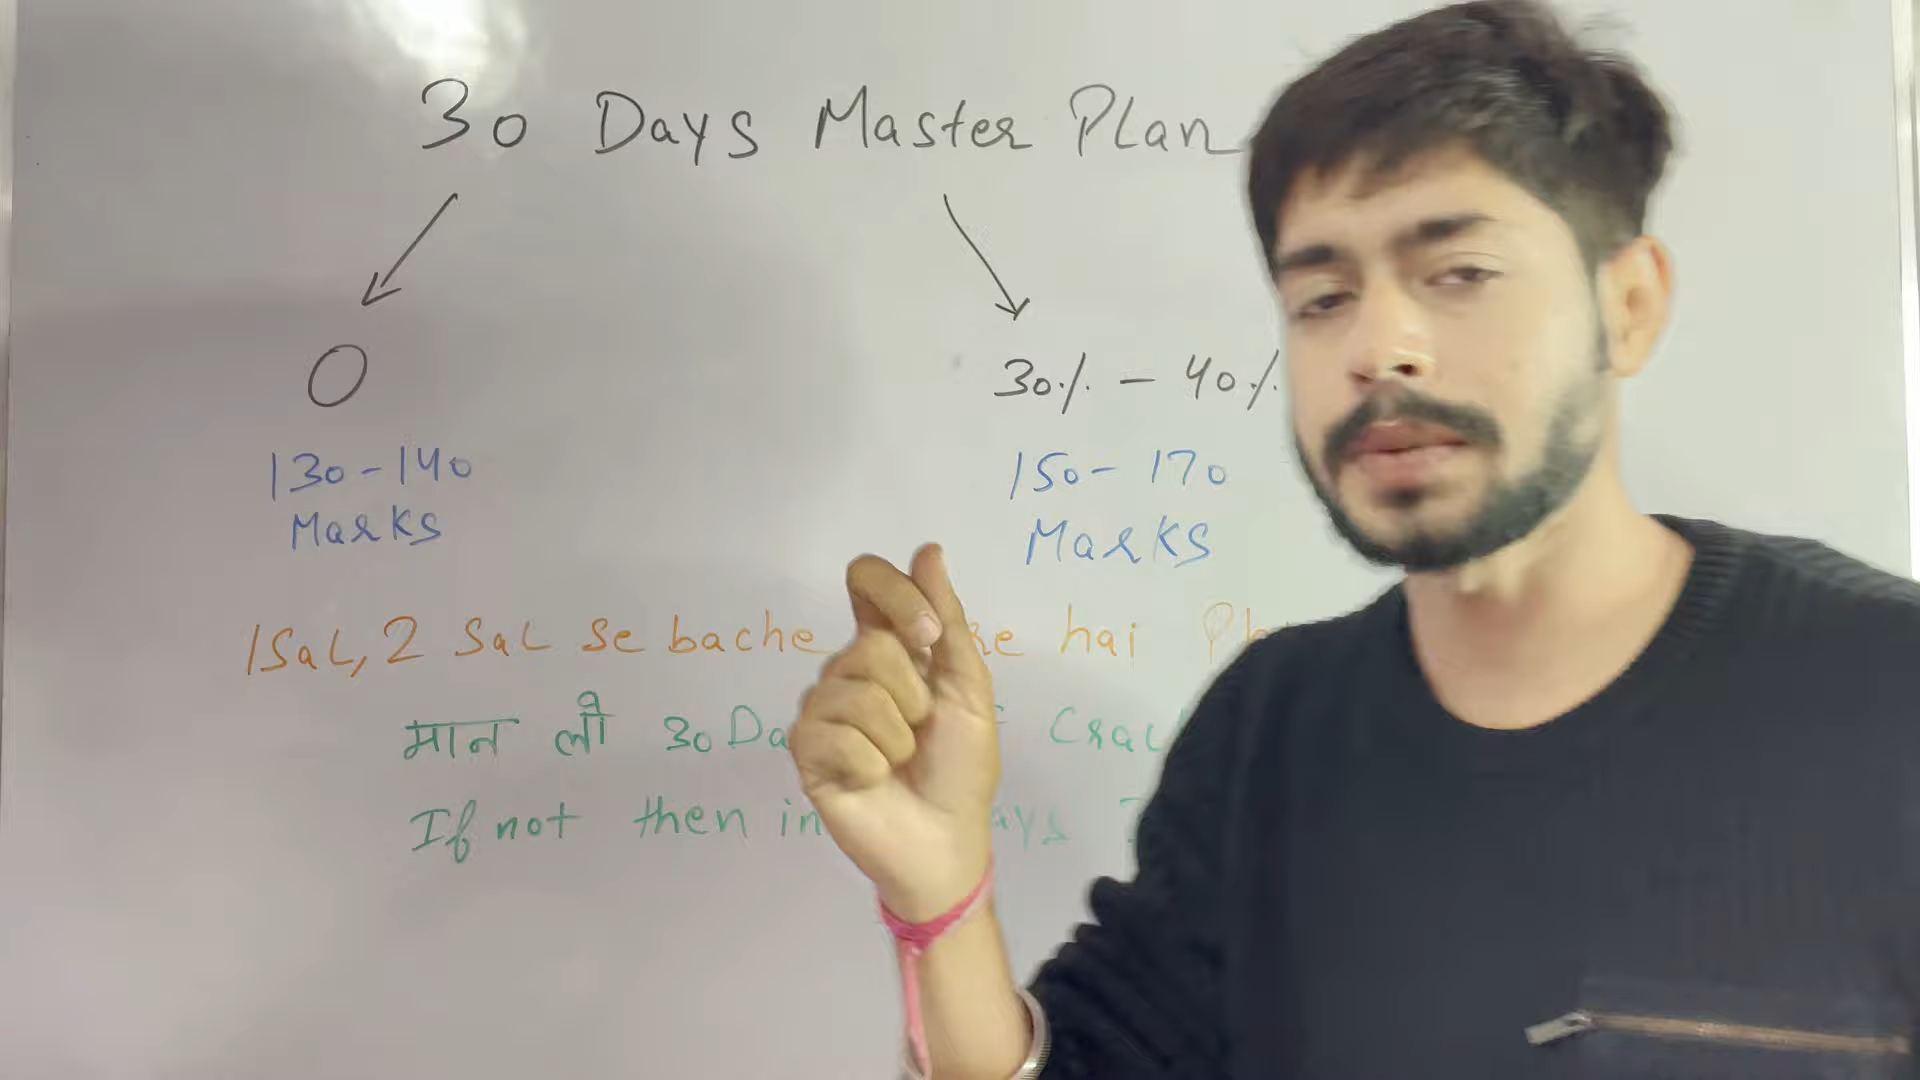 30 Days Master Plan
0 30% - 40%
130-140 150-170
Marks Marks
1Sal, 2 Sal se bache hai
मान लो 30
If not then in